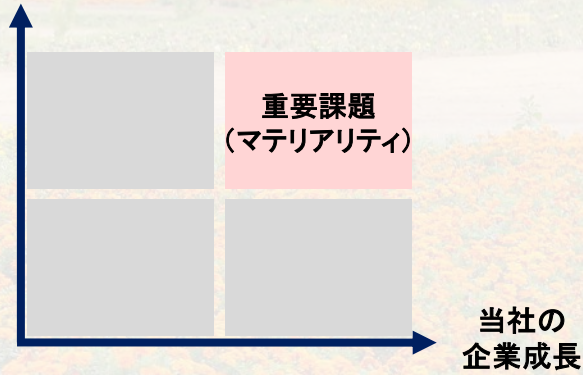 重要課題
（マテリアリティ）
当社の
企業成長